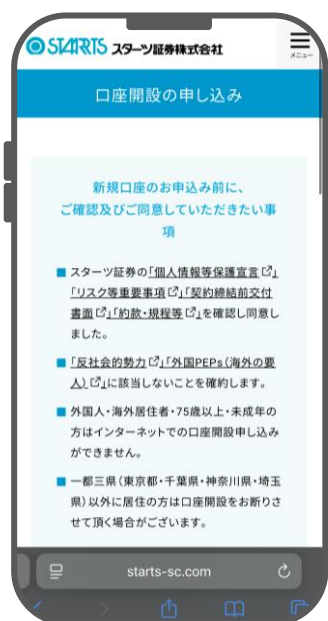 STARTS スターツ証券株式会社
メニュー
口座開設の申し込み
新規口座のお申込み前に、
ご確認及びご同意していただきたい事
項
スターツ証券の「個人情報等保護宣言」
「リスク等重要事項」「契約締結前交付
書面」「約款・規程等」を確認し同意し
ました。
「反社会的勢力」「外国PEPs(海外の要
人)」に該当しないことを確約します。
外国人・海外居住者・75歳以上・未成年の
方はインターネットでの口座開設申し込み
ができません。
一都三県(東京都・千葉県・神奈川県・埼玉
県)以外に居住の方は口座開設をお断りさ
せて頂く場合がございます。
starts-sc.com